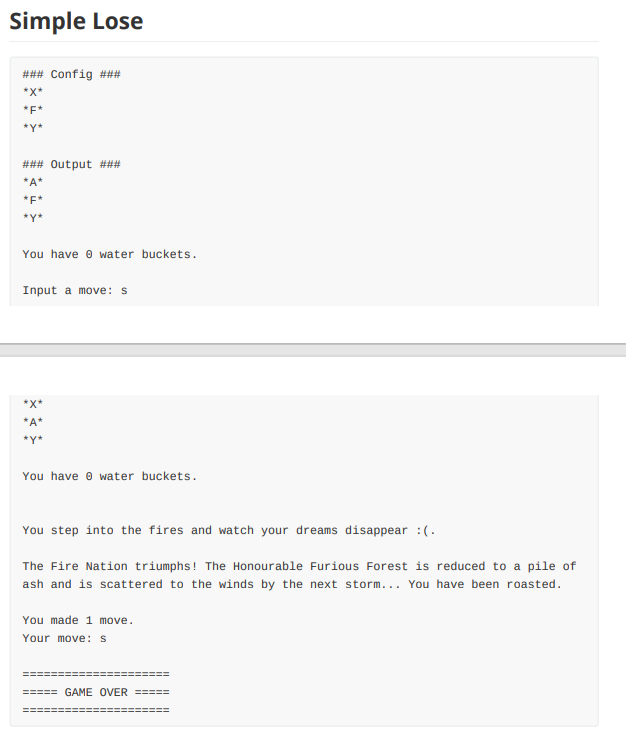 Simple Lose
### Config ###
*X*
*F*
*Y*
### Output ###
*A*
*F*
*Y*
You have 0 water buckets.
Input a move: s
*X*
*A*
*Y*
You have 0 water buckets.
You step into the fires and watch your dreams disappear :(.
The Fire Nation triumphs! The Honourable Furious Forest is reduced to a pile of
ash and is scattered to the winds by the next storm... You have been roasted.
You made 1 move.
Your move: s
=====================
===== GAME OVER =====
=====================